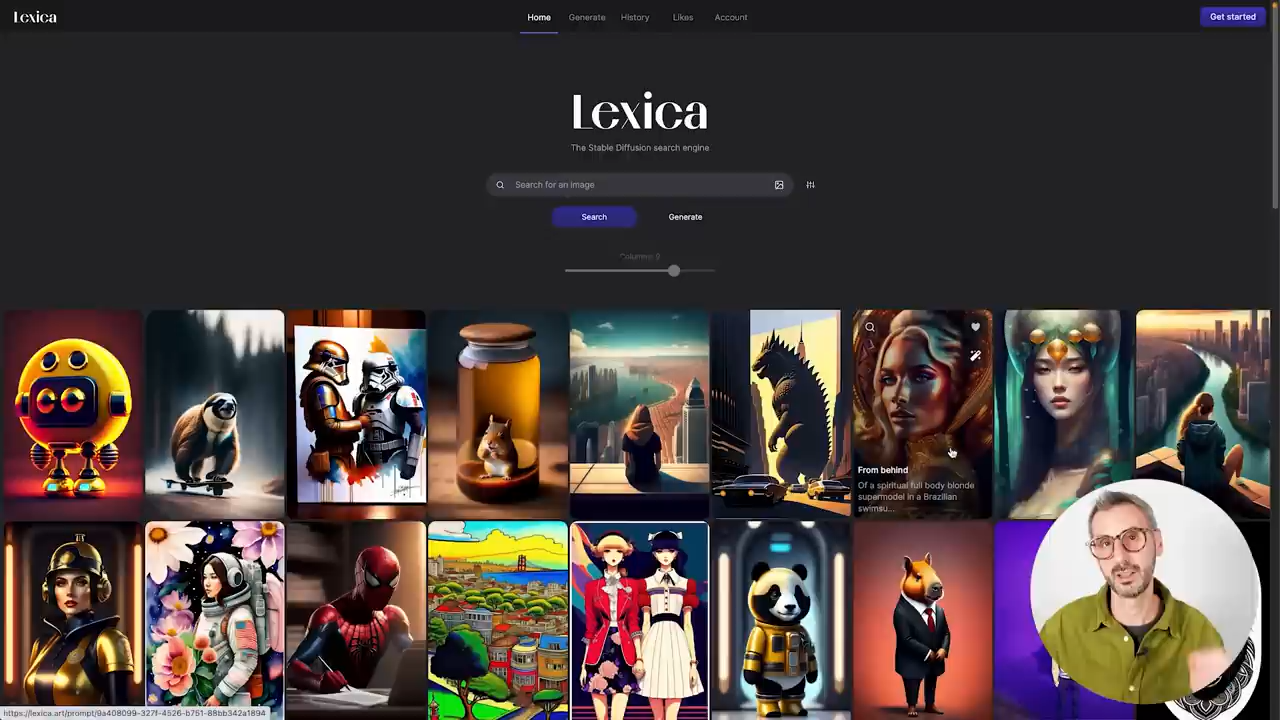 Lexica
Home
Generate
History
Likes
Account
Get started
Lexica
The Stable Diffusion search engine
Search for an image
Search
Generate
Columns: 9
From behind
Of a spiritual full body blonde
supermodel in a Brazilian
swimsu...
https://lexica.art/prompt/9a408099-327f-4526-b751-88bb342a1894